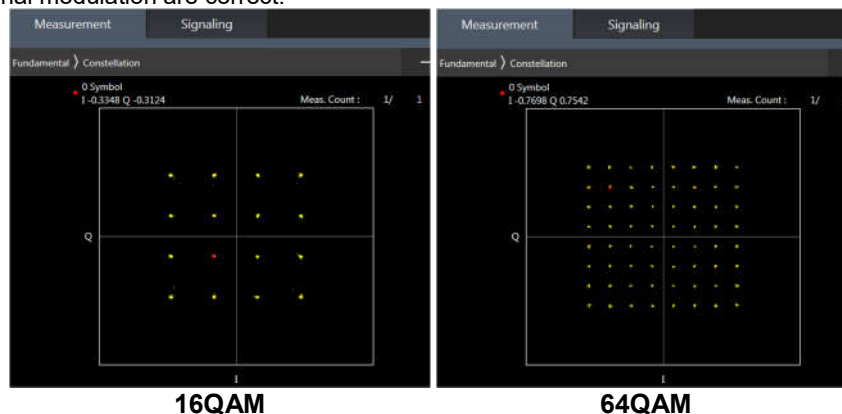 nal modulation are correct.
Measurement Signaling
Fundamental ⟩ Constellation
0 Symbol
I -0.3348 Q -0.3124 Meas. Count : 1/ 1
Q
I
16QAM
Measurement Signaling
Fundamental ⟩ Constellation
0 Symbol
I -0.7698 Q 0.7542 Meas. Count : 1/
Q
I
64QAM